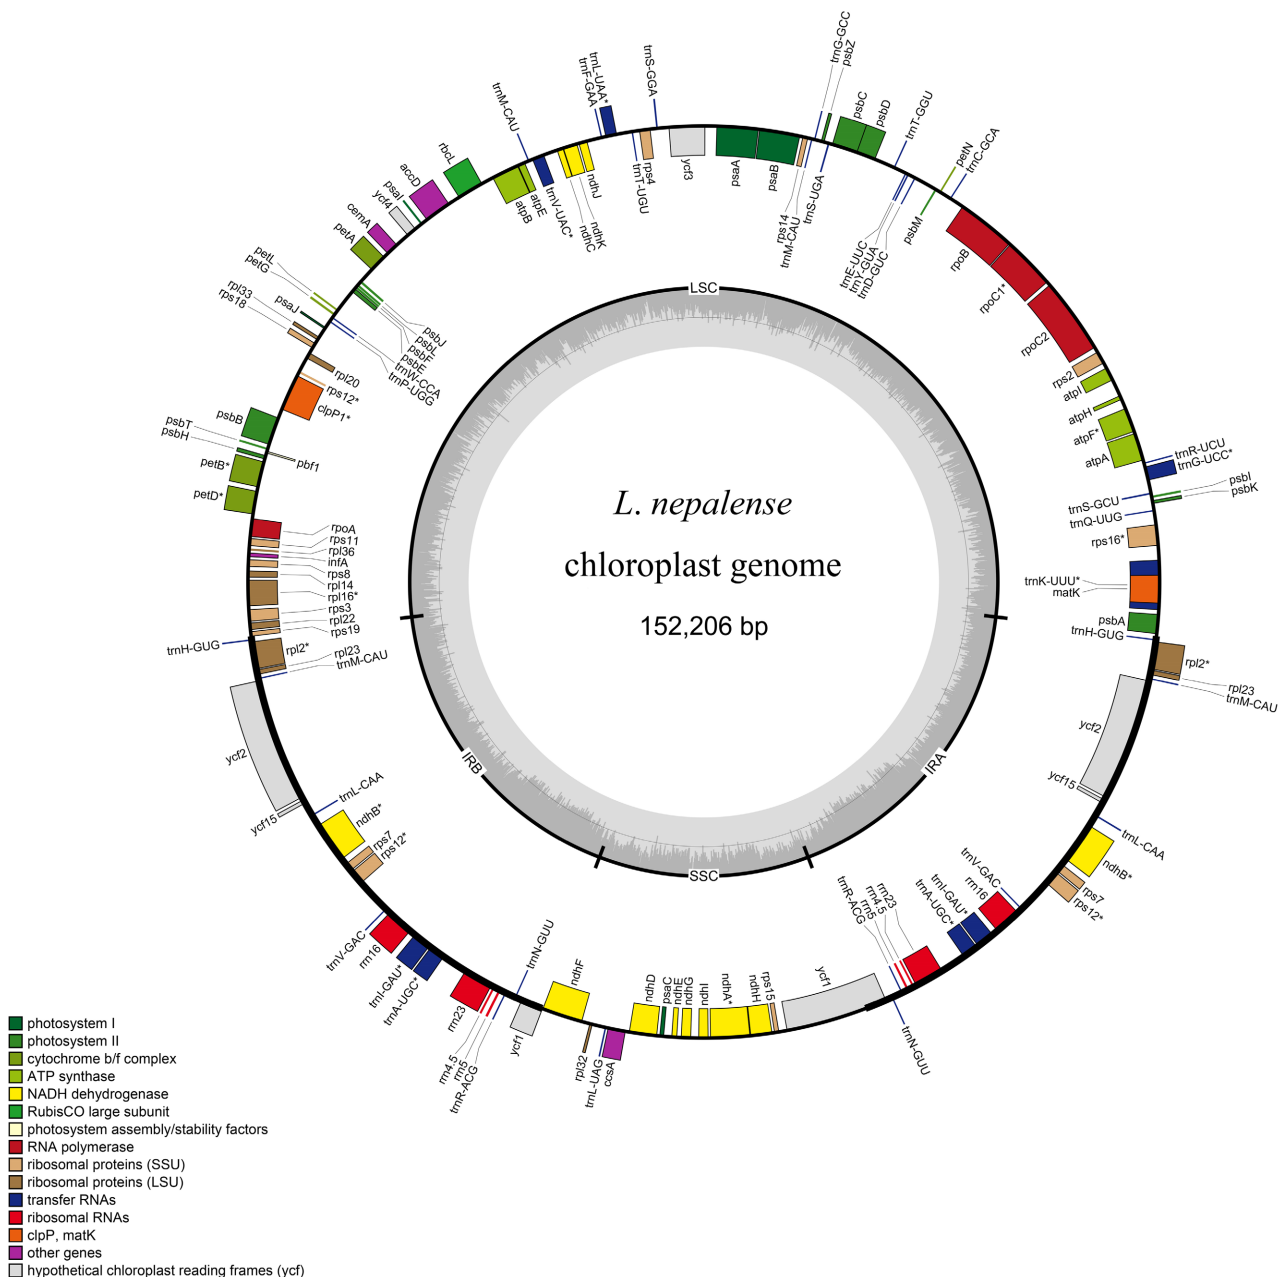 L. nepalense
chloroplast genome
152,206 bp
LSC
IRA
SSC
IRB
trnG-GCC
psbZ
psbC
psbD
trnT-GGU
petN
trnC-GCA
psaA
psaB
rps14
trnM-CAU
trnS-UGA
trnE-UUC
trnY-GUA
trnD-GUC
psbM
rpoB
rpoC1*
rpoC2
rps2
atpI
atpH
atpF*
atpA
trnR-UCU
trnG-UCC*
trnS-GCU
psbI
psbK
trnQ-UUG
rps16*
trnK-UUU*
matK
psbA
trnH-GUG
rpl2*
rpl23
trnM-CAU
ycf2
ycf15
trnL-CAA
ndhB*
rps7
rps12*
trnV-GAC
rrn16
trnI-GAU*
trnA-UGC*
rrn23
rrn4.5
rrn5
trnR-ACG
trnN-GUU
ycf1
rps15
ndhH
ndhA*
ndhI
ndhG
ndhE
psaC
ndhD
ccsA
trnL-UAG
rpl32
ndhF
ycf1
trnN-GUU
trnR-ACG
rrn5
rrn4.5
rrn23
trnA-UGC*
trnI-GAU*
rrn16
trnV-GAC
rps12*
rps7
ndhB*
trnL-CAA
ycf15
ycf2
trnM-CAU
rpl23
rpl2*
trnH-GUG
rps19
rpl22
rps3
rpl16*
rpl14
rps8
infA
rpl36
rps11
rpoA
petD*
petB*
psbH
psbT
pbf1
psbB
clpP1*
rps12*
rpl20
rps18
rpl33
psaJ
trnP-UGG
trnW-CCA
petG
petL
psbE
psbF
psbL
psbJ
petA
cemA
ycf4
psaI
accD
rbcL
atpB
atpE
trnM-CAU
trnV-UAC*
ndhC
ndhK
ndhJ
trnF-GAA
trnL-UAA*
trnT-UGU
rps4
trnS-GGA
ycf3
photosystem I
photosystem II
cytochrome b/f complex
ATP synthase
NADH dehydrogenase
RubisCO large subunit
photosystem assembly/stability factors
RNA polymerase
ribosomal proteins (SSU)
ribosomal proteins (LSU)
transfer RNAs
ribosomal RNAs
clpP, matK
other genes
hypothetical chloroplast reading frames (ycf)